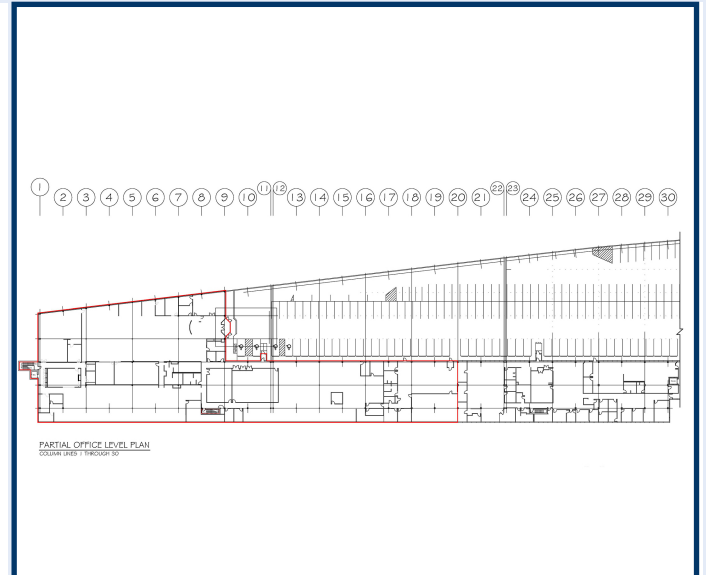 1 2 3 4 5 6 7 8 9 10 11 12 13 14 15 16 17 18 19 20 21 22 23 24 25 26 27 28 29 30
PARTIAL OFFICE LEVEL PLAN
COLUMN LINES 1 THROUGH 30